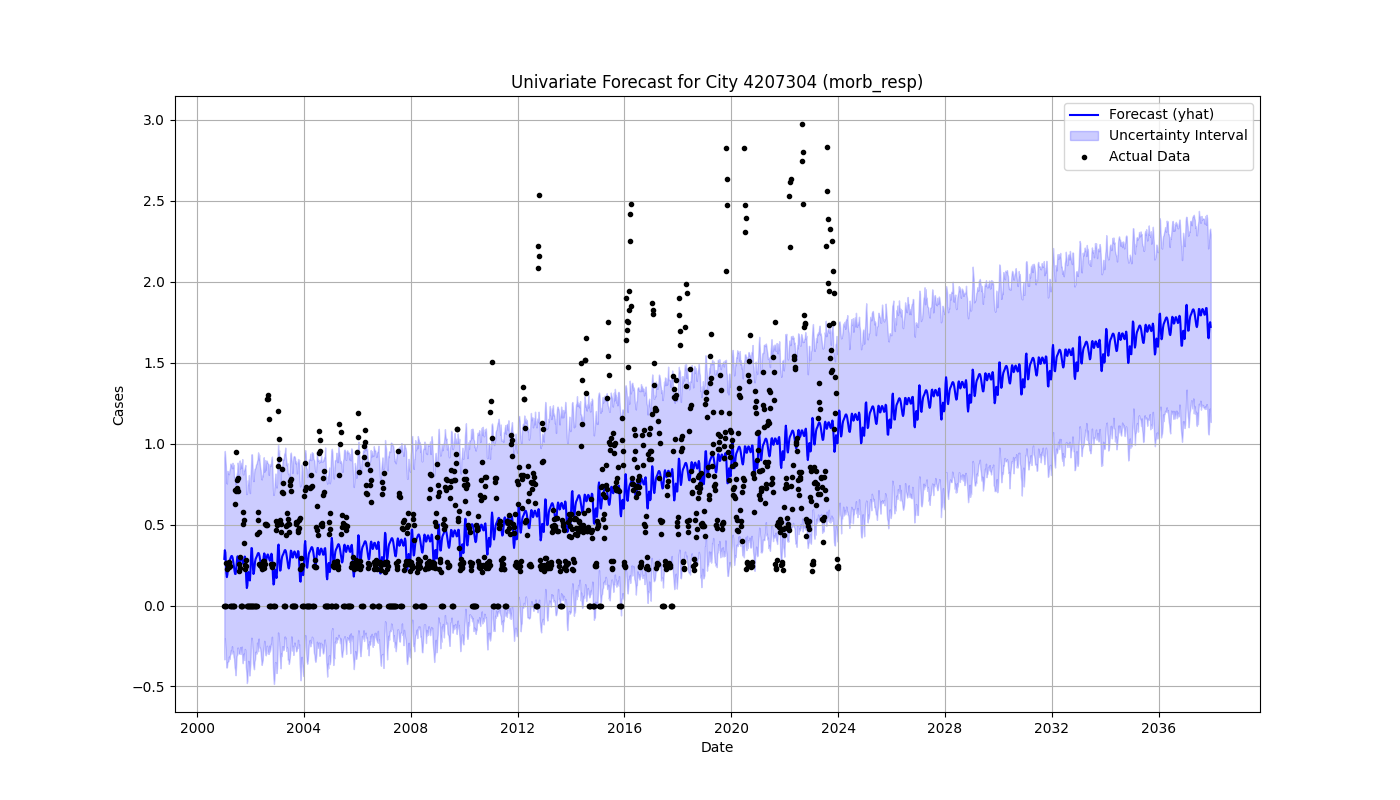 Univariate Forecast for City 4207304 (morb_resp)
Forecast (yhat)
Uncertainty Interval
Actual Data
Cases
3.0
2.5
2.0
1.5
1.0
0.5
0.0
−0.5
2000 2004 2008 2012 2016 2020 2024 2028 2032 2036
Date